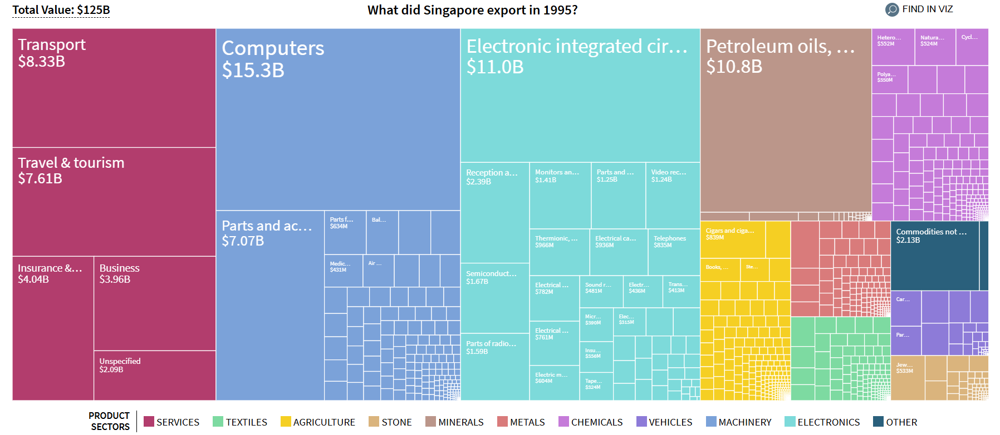 Total Value: $125B
What did Singapore export in 1995?
FIND IN VIZ
Transport
$8.33B
Travel & tourism
$7.61B
Insurance &...
$4.04B
Business
$3.96B
Unspecified
$2.09B
Computers
$15.3B
Parts and ac...
$7.07B
Parts f...
$634M
Bal...
Medic...
$431M
Air ...
Electronic integrated cir...
$11.0B
Reception a...
$2.39B
Semiconduct...
$1.67B
Parts of radio...
$1.59B
Monitors an...
$1.41B
Parts and ...
$1.25B
Video rec...
$1.24B
Thermionic, ...
$966M
Electrical ca...
$936M
Telephones
$835M
Electrical ...
$782M
Electrical ...
$761M
Electric m...
$604M
Sound r...
$481M
Electr...
$436M
Trans...
$413M
Micr...
$390M
Elec...
$315M
Insu...
$356M
Tape...
$324M
Petroleum oils, ...
$10.8B
Hetero...
$552M
Natura...
$524M
Cycl...
Polya...
$350M
Cigars and ciga...
$839M
Books, ...
Ste...
Commodities not ...
$2.13B
Car...
Par...
Jew...
$533M
PRODUCT
SECTORS
SERVICES
TEXTILES
AGRICULTURE
STONE
MINERALS
METALS
CHEMICALS
VEHICLES
MACHINERY
ELECTRONICS
OTHER